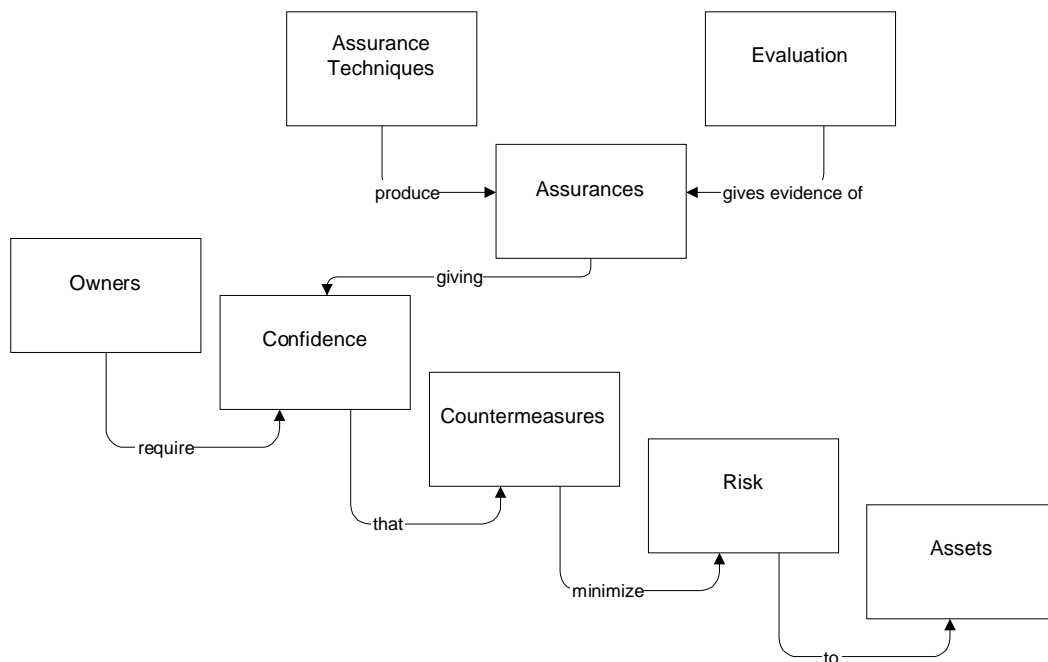 Assurance
Techniques
Evaluation
produce
Assurances
gives evidence of
Owners
giving
Confidence
Countermeasures
require
Risk
that
Assets
minimize
to